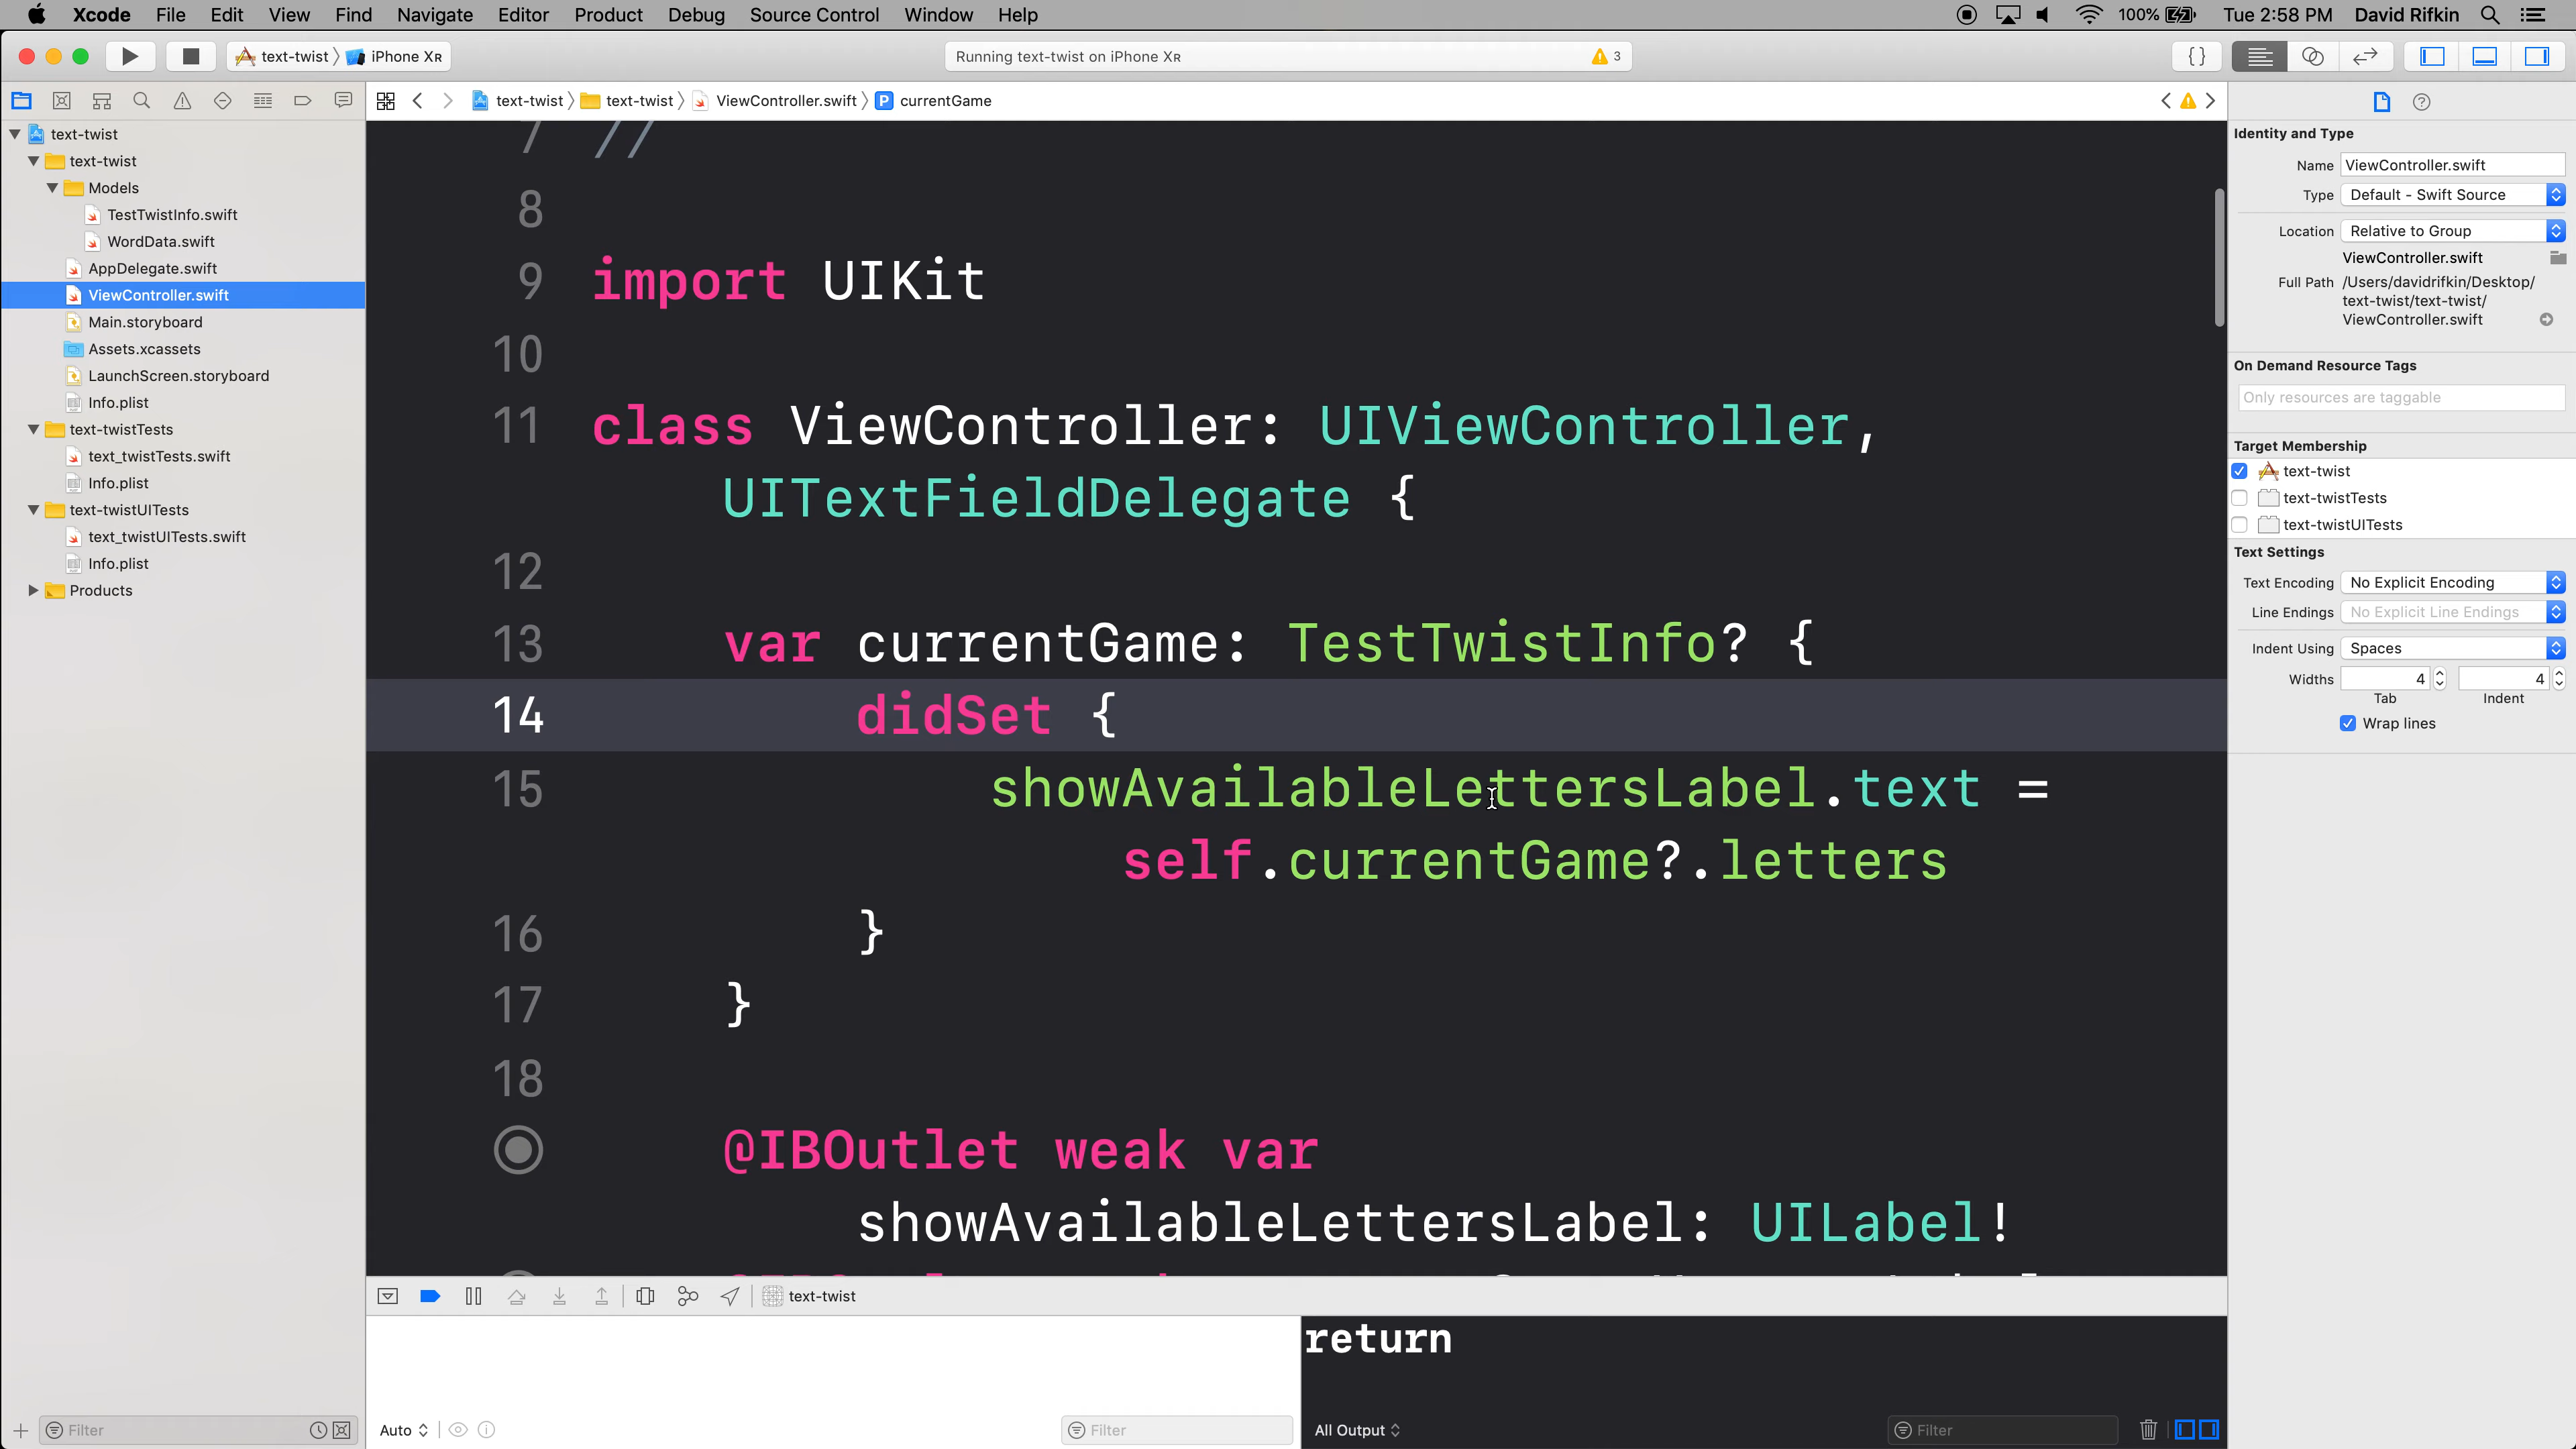 Xcode File Edit View Find Navigate Editor Product Debug Source Control Window Help 100% Tue 2:58 PM David Rifkin
text-twist iPhone XR Running text-twist on iPhone XR 3 {}
text-twist text-twist ViewController.swift P currentGame
text-twist
text-twist
Models
TestTwistInfo.swift
WordData.swift
AppDelegate.swift
ViewController.swift
Main.storyboard
Assets.xcassets
LaunchScreen.storyboard
Info.plist
text-twistTests
text_twistTests.swift
Info.plist
text-twistUITests
text_twistUITests.swift
Info.plist
Products
Filter
7 //
8
9 import UIKit
10
11 class ViewController: UIViewController,
UITextFieldDelegate {
12
13 var currentGame: TestTwistInfo? {
14 didSet {
15 showAvailableLettersLabel.text =
self.currentGame?.letters
16 }
17 }
18
@IBOutlet weak var
showAvailableLettersLabel: UILabel!
text-twist
return
Auto Filter All Output Filter
Identity and Type
Name ViewController.swift
Type Default - Swift Source
Location Relative to Group
ViewController.swift
Full Path /Users/davidrifkin/Desktop/
text-twist/text-twist/
ViewController.swift
On Demand Resource Tags
Only resources are taggable
Target Membership
text-twist
text-twistTests
text-twistUITests
Text Settings
Text Encoding No Explicit Encoding
Line Endings No Explicit Line Endings
Indent Using Spaces
Widths 4 4
Tab Indent
Wrap lines